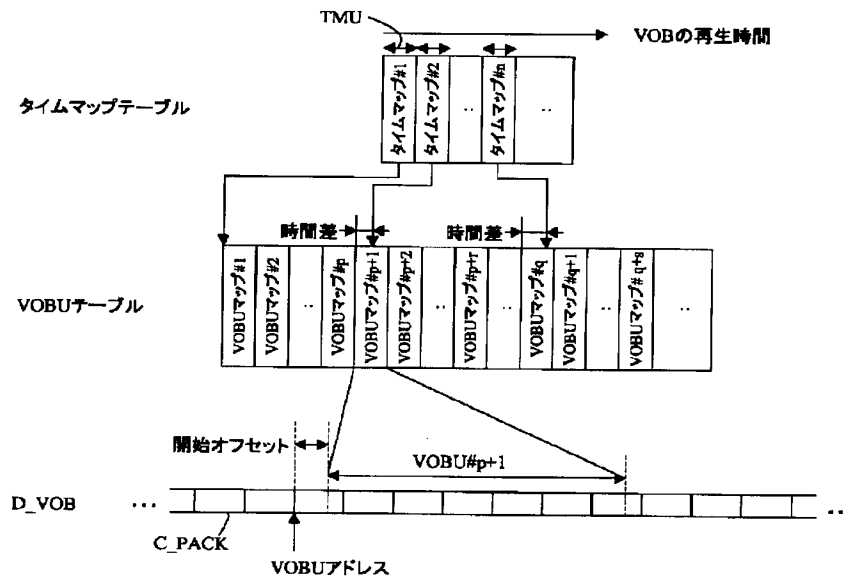 TMU
VOBの再生時間
タイムマップテーブル
タイムマップ#1
タイムマップ#2
··
タイムマップ#n
··
時間差
時間差
VOBUテーブル
VOBUマップ#1
VOBUマップ#2
··
VOBUマップ#p
VOBUマップ#p+1
VOBUマップ#p+2
··
VOBUマップ#p+r
··
VOBUマップ#q
VOBUマップ#q+1
··
VOBUマップ#q+s
··
開始オフセット
VOBU#p+1
D_VOB
···
··
C_PACK
VOBUアドレス